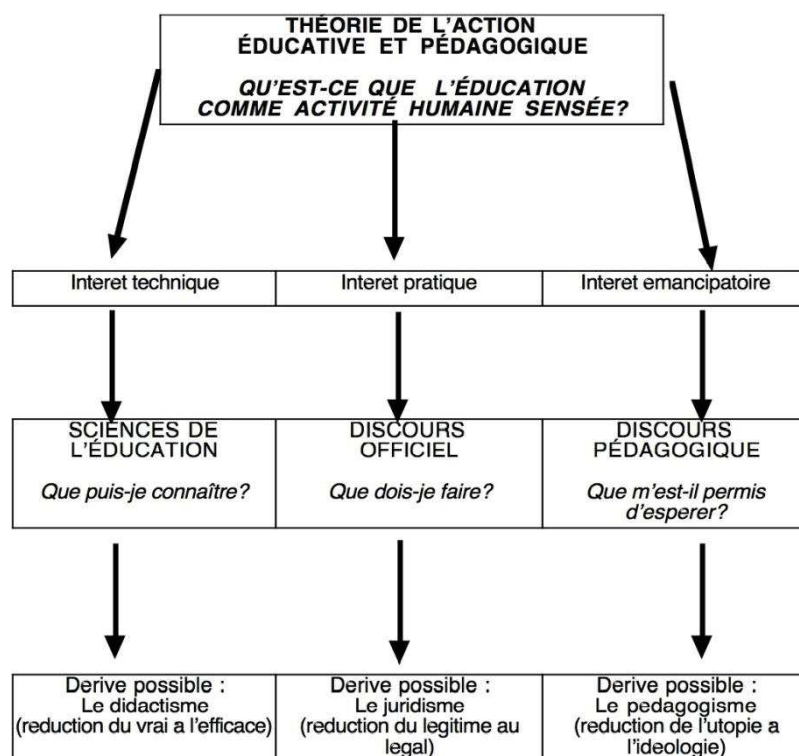 THÉORIE DE L'ACTION
ÉDUCATIVE ET PÉDAGOGIQUE
QU'EST-CE QUE L'ÉDUCATION
COMME ACTIVITÉ HUMAINE SENSÉE?
Interet technique
Interet pratique
Interet emancipatoire
SCIENCES DE
L'ÉDUCATION
Que puis-je connaître?
DISCOURS
OFFICIEL
Que dois-je faire?
DISCOURS
PÉDAGOGIQUE
Que m'est-il permis
d'esperer?
Derive possible :
Le didactisme
(reduction du vrai a l'efficace)
Derive possible :
Le juridisme
(reduction du legitime au
legal)
Derive possible :
Le pedagogisme
(reduction de l'utopie a
l'ideologie)